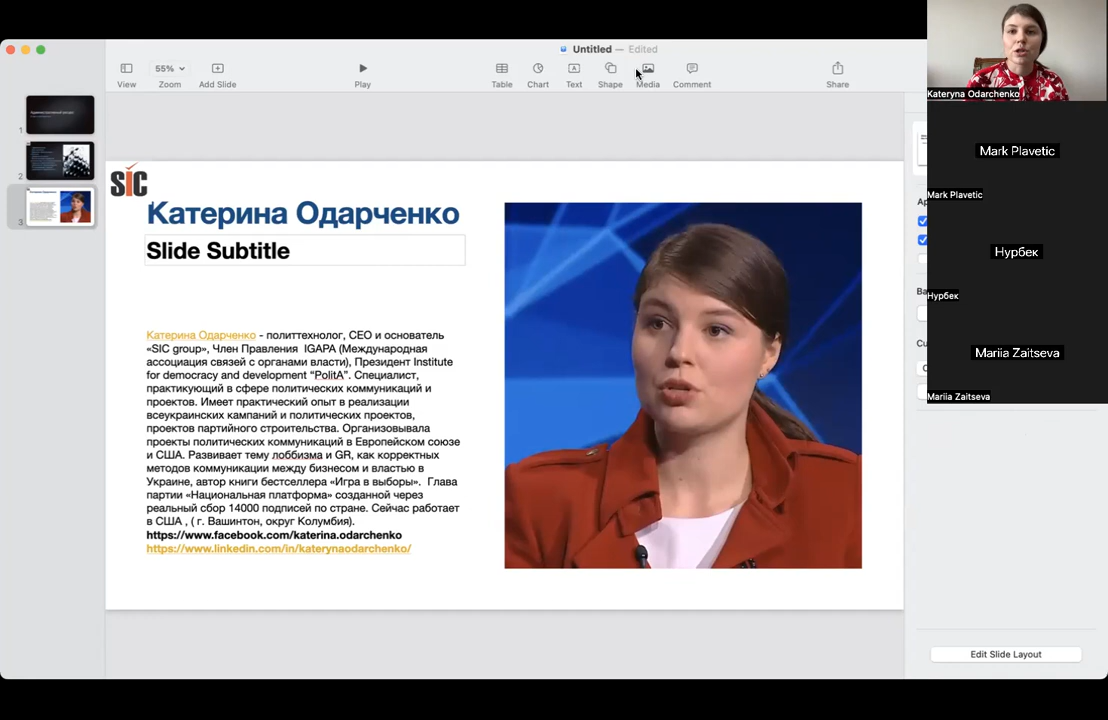 Untitled — Edited
55%
View
Zoom
Add Slide
Play
Table
Chart
Text
Shape
Media
Comment
Share
1
2
3
SIC
Катерина Одарченко
Slide Subtitle
Катерина Одарченко - политтехнолог, CEO и основатель
«SIC group», Член Правления IGAPA (Международная
ассоциация связей с органами власти), Президент Institute
for democracy and development “PolitA”. Специалист,
практикующий в сфере политических коммуникаций и
проектов. Имеет практический опыт в реализации
всеукраинских кампаний и политических проектов,
проектов партийного строительства. Организовывала
проекты политических коммуникаций в Европейском союзе
и США. Развивает тему лоббизма и GR, как корректных
методов коммуникации между бизнесом и властью в
Украине, автор книги бестселлера «Игра в выборы». Глава
партии «Национальная платформа» созданной через
реальный сбор 14000 подписей по стране. Сейчас работает
в США , ( г. Вашинтон, округ Колумбия).
https://www.facebook.com/katerina.odarchenko
https://www.linkedin.com/in/katerynaodarchenko/
Kateryna Odarchenko
Mark Plavetic
Mark Plavetic
Нурбек
Нурбек
Mariia Zaitseva
Mariia Zaitseva
Edit Slide Layout